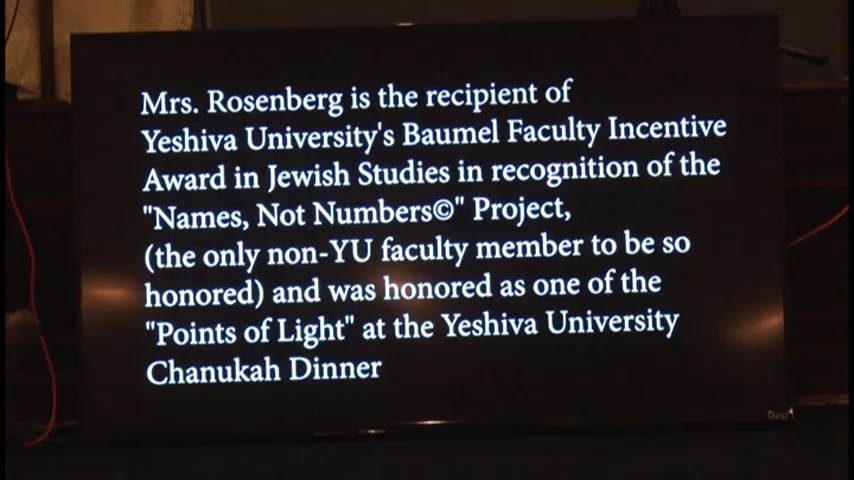 Mrs. Rosenberg is the recipient of
Yeshiva University's Baumel Faculty Incentive
Award in Jewish Studies in recognition of the
"Names, Not Numbers©" Project,
(the only non-YU faculty member to be so
honored) and was honored as one of the
"Points of Light" at the Yeshiva University
Chanukah Dinner